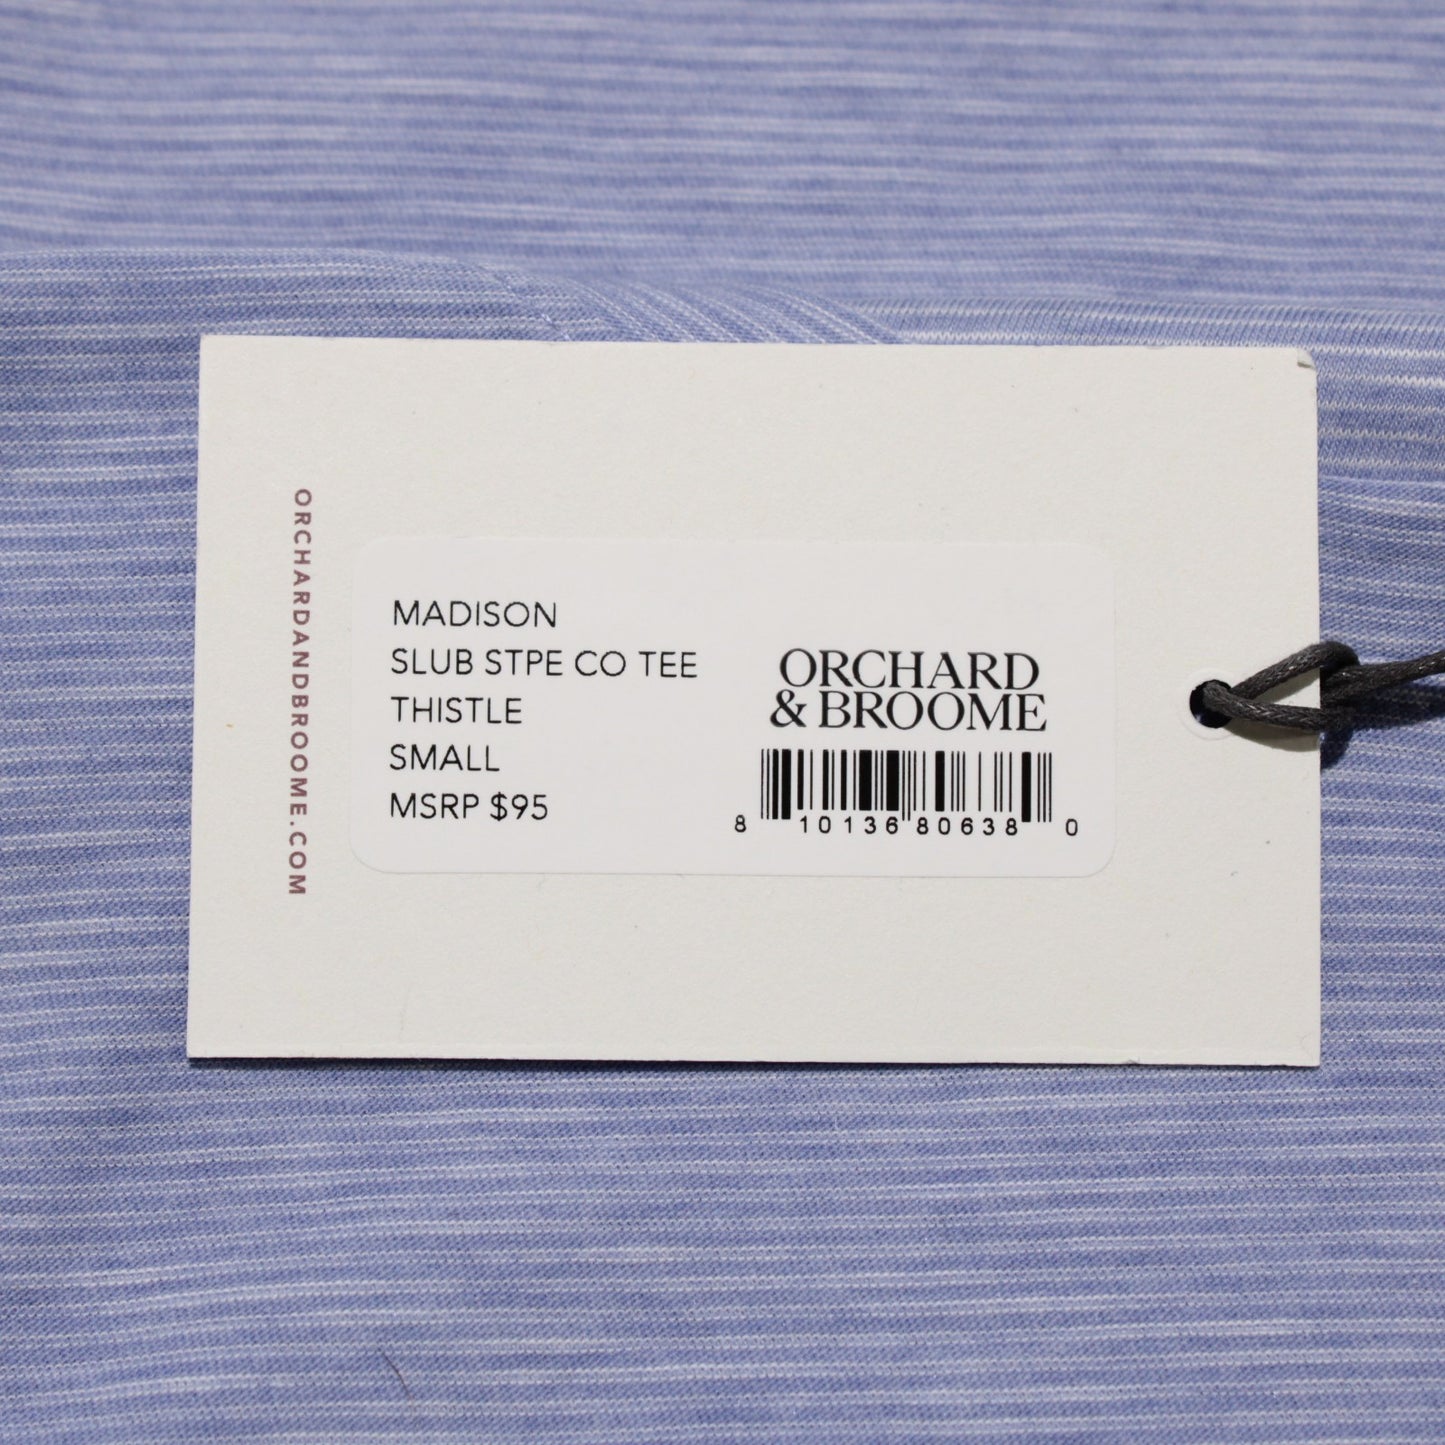 ORCHARDANDBROOME.COM
MADISON
SLUB STPE CO TEE
THISTLE
SMALL
MSRP $95
ORCHARD
& BROOME
8 10136 80638 0